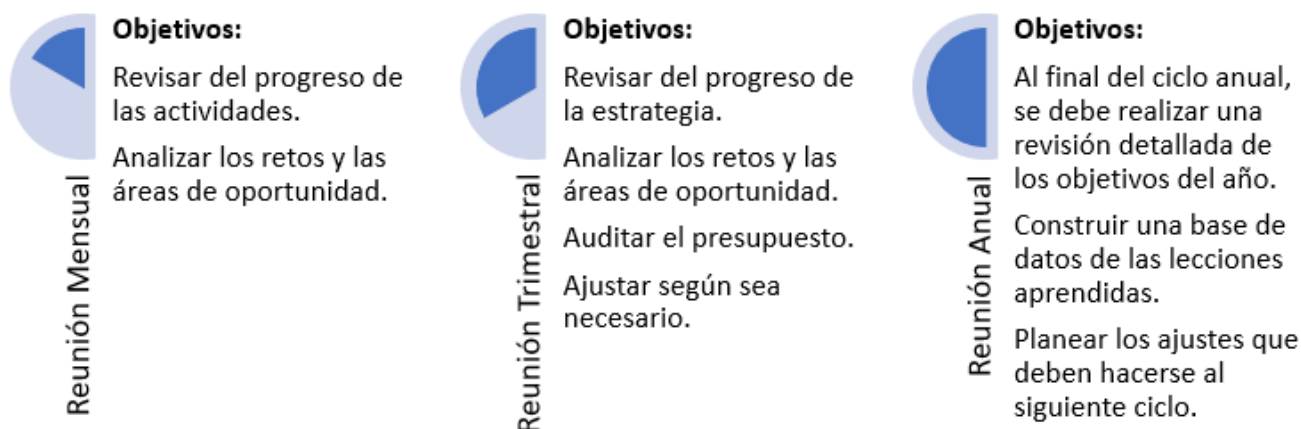 Reunión Mensual
Objetivos:
Revisar del progreso de
las actividades.
Analizar los retos y las
áreas de oportunidad.
Reunión Trimestral
Objetivos:
Revisar del progreso de
la estrategia.
Analizar los retos y las
áreas de oportunidad.
Auditar el presupuesto.
Ajustar según sea
necesario.
Reunión Anual
Objetivos:
Al final del ciclo anual,
se debe realizar una
revisión detallada de
los objetivos del año.
Construir una base de
datos de las lecciones
aprendidas.
Planear los ajustes que
deben hacerse al
siguiente ciclo.